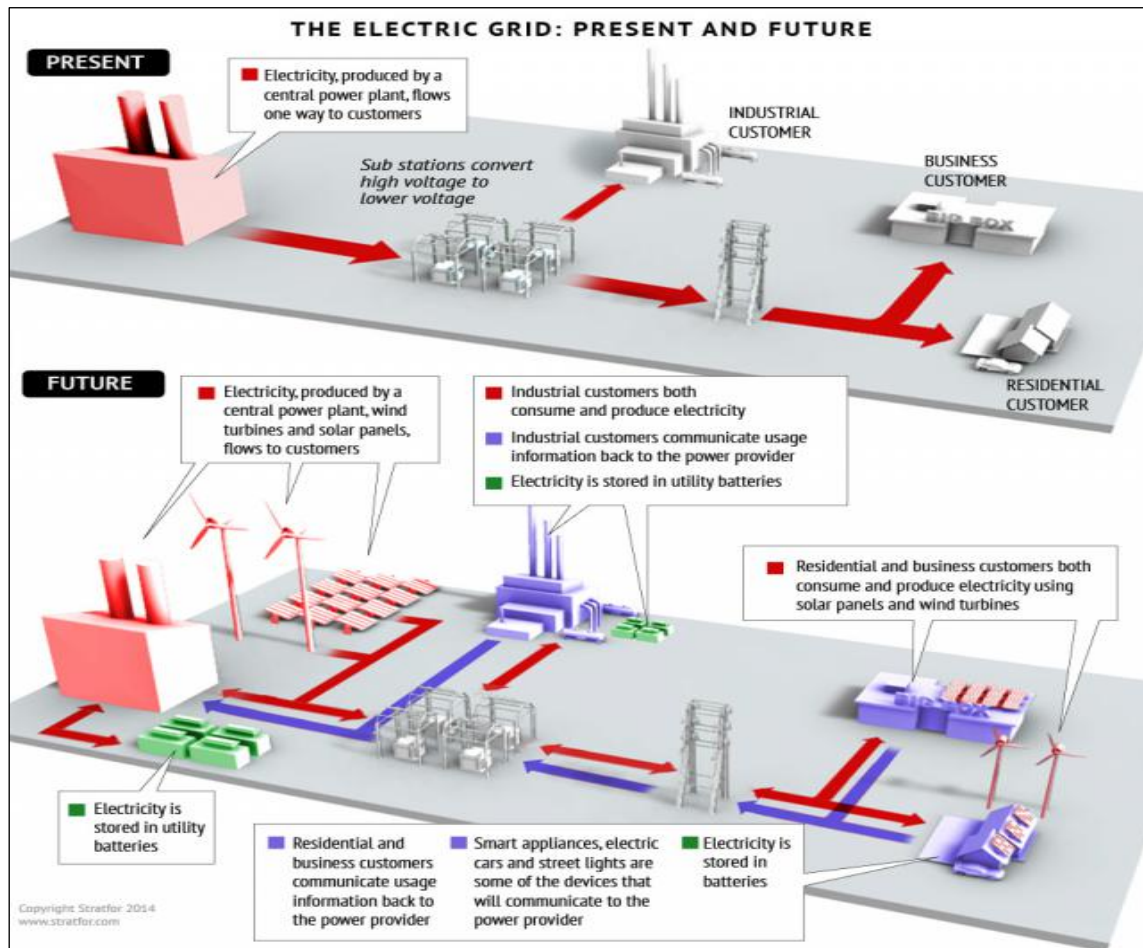 THE ELECTRIC GRID: PRESENT AND FUTURE
PRESENT
Electricity, produced by a
central power plant, flows
one way to customers
Sub stations convert
high voltage to
lower voltage
INDUSTRIAL
CUSTOMER
BUSINESS
CUSTOMER
BIG BOX
RESIDENTIAL
CUSTOMER
FUTURE
Electricity, produced by a
central power plant, wind
turbines and solar panels,
flows to customers
Industrial customers both
consume and produce electricity
Industrial customers communicate usage
information back to the power provider
Electricity is stored in utility batteries
Residential and business customers both
consume and produce electricity using
solar panels and wind turbines
BIG BOX
Electricity is
stored in utility
batteries
Residential and
business customers
communicate usage
information back to
the power provider
Smart appliances, electric
cars and street lights are
some of the devices that
will communicate to the
power provider
Electricity is
stored in
batteries
Copyright Stratfor 2014
www.stratfor.com